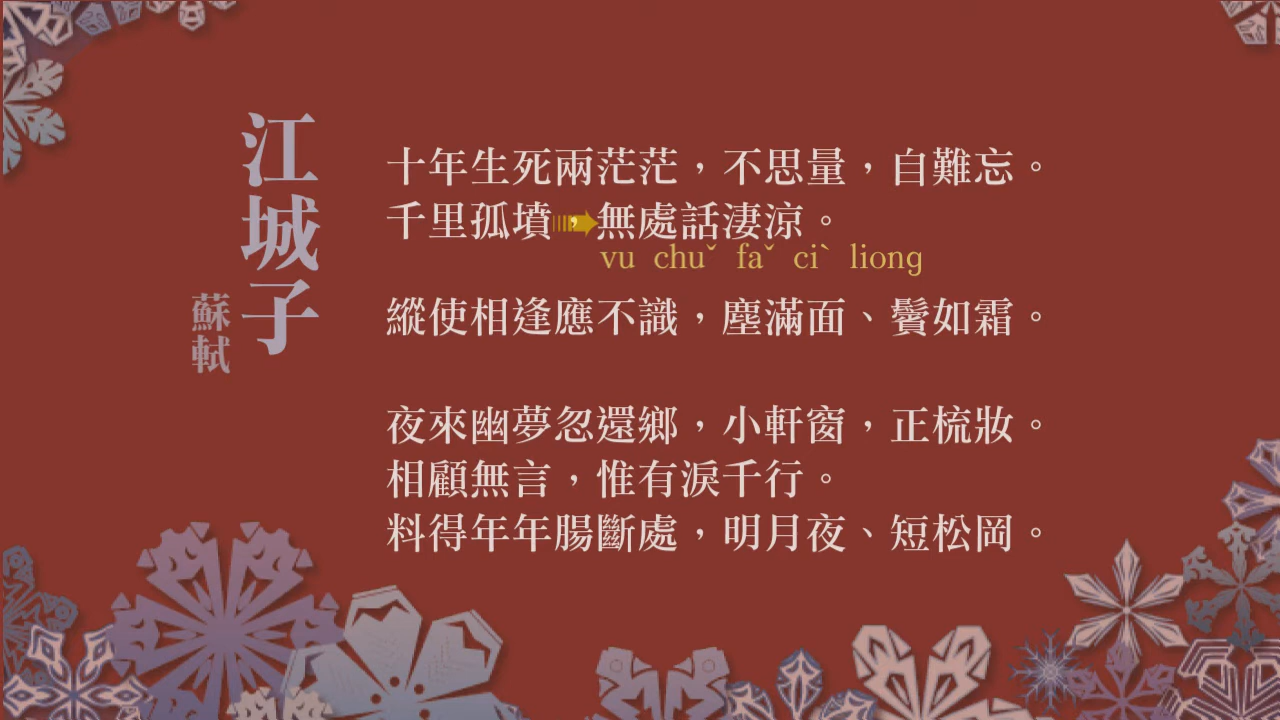 江城子
蘇軾
十年生死兩茫茫，不思量，自難忘。
千里孤墳，無處話淒涼。
vu chuˇ faˇ ciˋ liong
縱使相逢應不識，塵滿面、鬢如霜。
夜來幽夢忽還鄉，小軒窗，正梳妝。
相顧無言，惟有淚千行。
料得年年腸斷處，明月夜、短松岡。